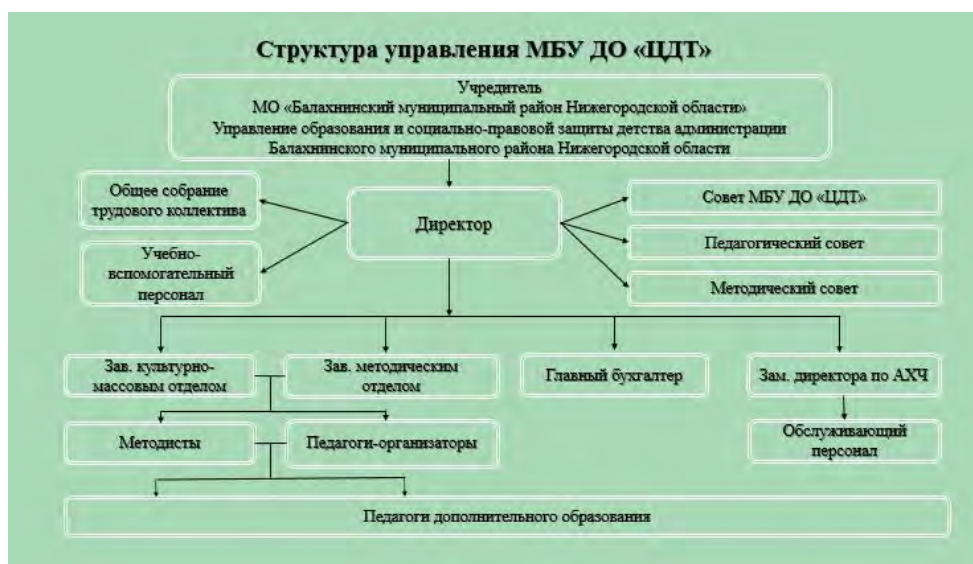 Структура управления МБУ ДО «ЦДТ»
Учредитель
МО «Балахнинский муниципальный район Нижегородской области»
Управление образования и социально-правовой защиты детства администрации
Балахнинского муниципального района Нижегородской области
Общее собрание
трудового коллектива
Учебно-
вспомогательный
персонал
Директор
Совет МБУ ДО «ЦДТ»
Педагогический совет
Методический совет
Зав. культурно-
массовым отделом
Зав. методическим
отделом
Главный бухгалтер
Зам. директора по АХЧ
Методисты
Педагоги-организаторы
Обслуживающий
персонал
Педагоги дополнительного образования